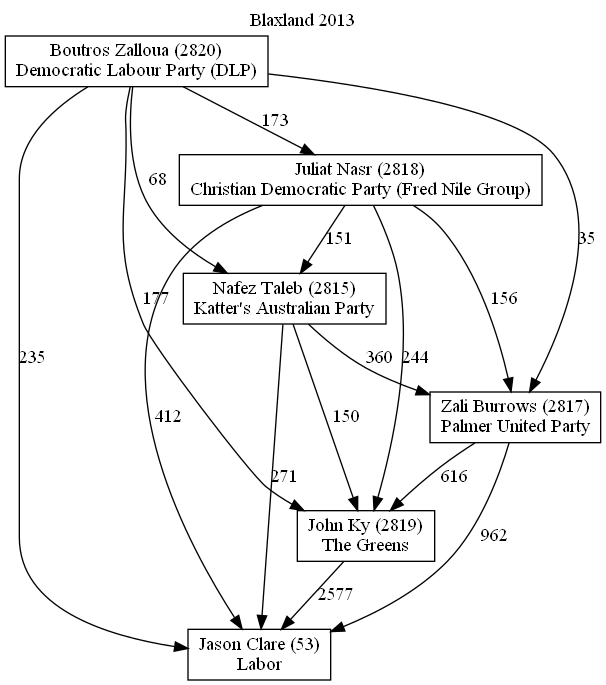 Blaxland 2013
Boutros Zalloua (2820)
Democratic Labour Party (DLP)
173
Juliat Nasr (2818)
Christian Democratic Party (Fred Nile Group)
68
35
151
Nafez Taleb (2815)
Katter's Australian Party
177
156
235
360
244
Zali Burrows (2817)
Palmer United Party
412
150
271
616
John Ky (2819)
The Greens
962
2577
Jason Clare (53)
Labor